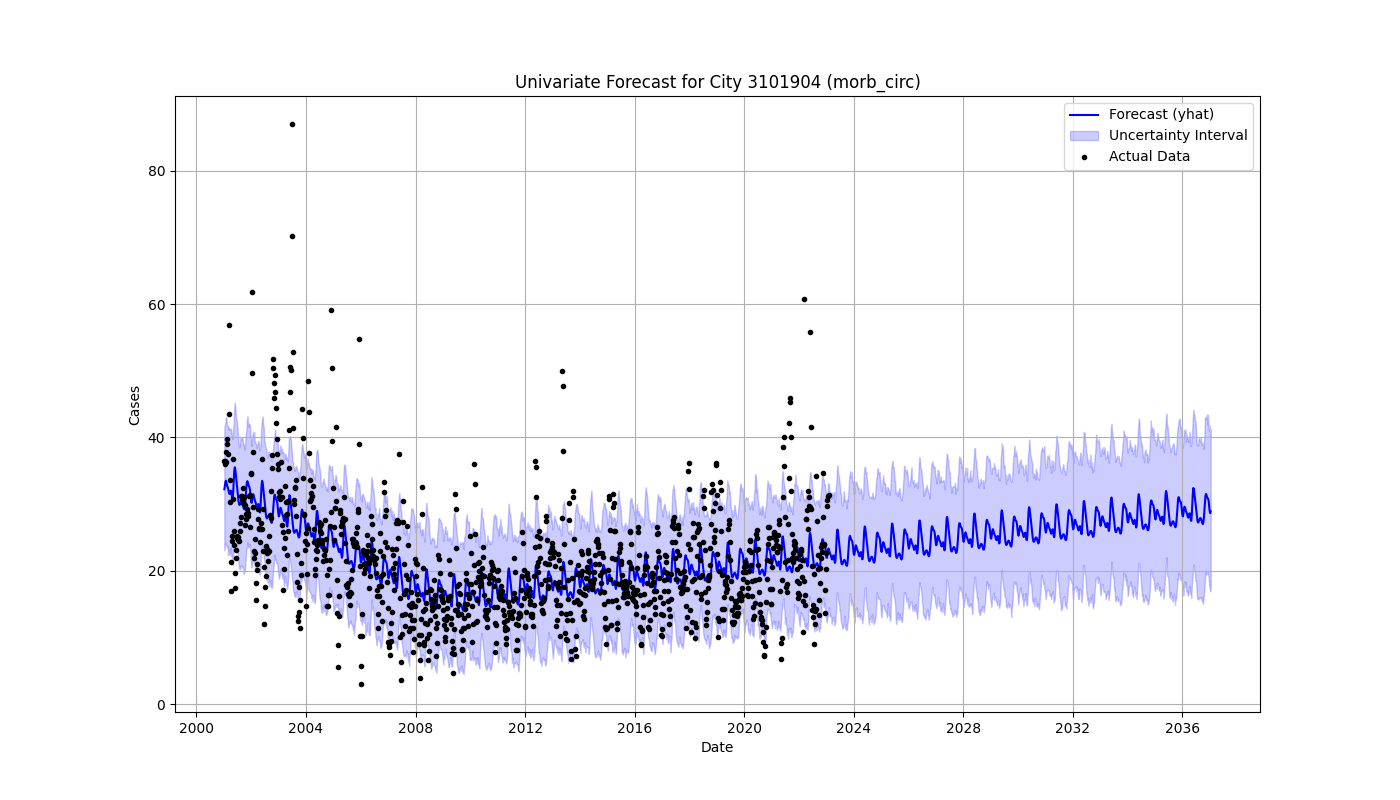 Univariate Forecast for City 3101904 (morb_circ)
Forecast (yhat)
Uncertainty Interval
Actual Data
Cases
80
60
40
20
0
2000 2004 2008 2012 2016 2020 2024 2028 2032 2036
Date